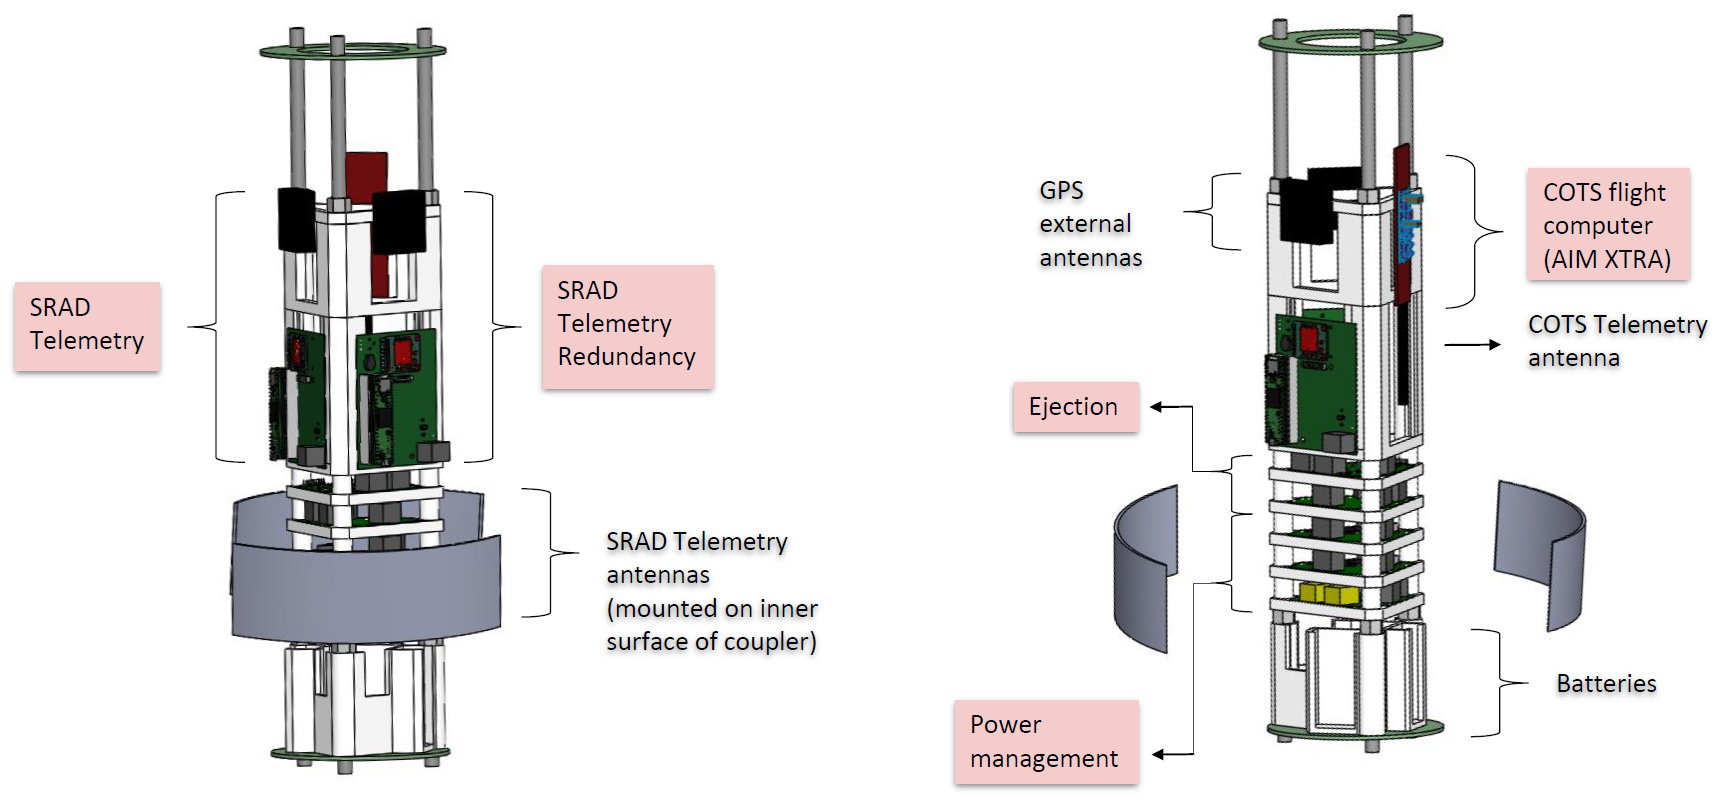 SRAD
Telemetry
SRAD
Telemetry
Redundancy
SRAD Telemetry
antennas
(mounted on inner
surface of coupler)
GPS
external
antennas
COTS flight
computer
(AIM XTRA)
COTS Telemetry
antenna
Ejection
Power
management
Batteries